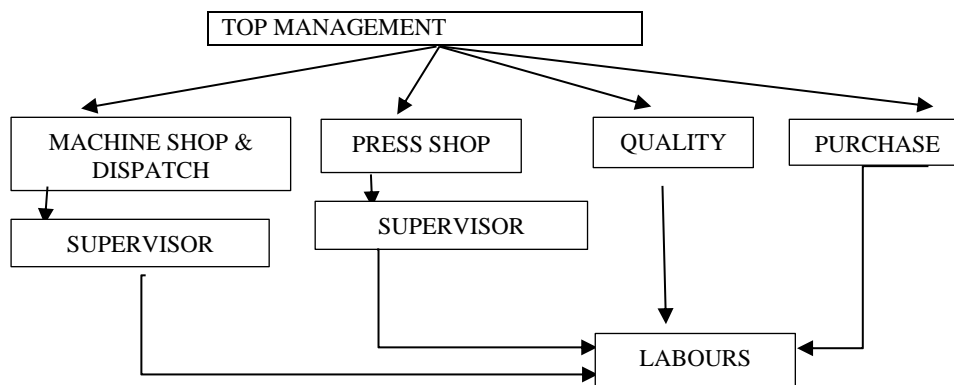 TOP MANAGEMENT
MACHINE SHOP &
DISPATCH
PRESS SHOP
QUALITY
PURCHASE
SUPERVISOR
SUPERVISOR
LABOURS